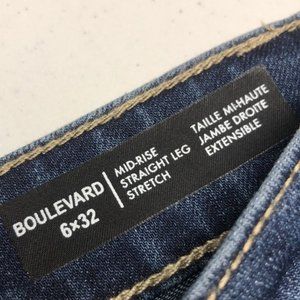 BOULEVARD
6×32
MID-RISE
STRAIGHT LEG
STRETCH
TAILLE MI-HAUTE
JAMBE DROITE
EXTENSIBLE